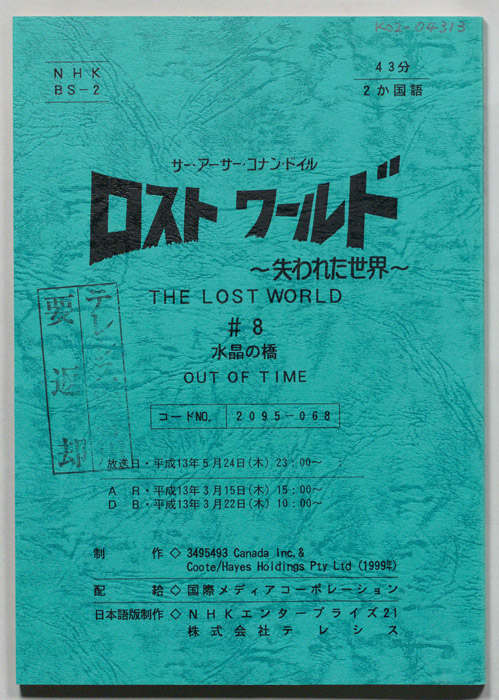 K02-04313
NHK
BS-2
43分
2か国語
サー・アーサー・コナン・ドイル
ロスト ワールド
〜失われた世界〜
THE LOST WORLD
#8
水晶の橋
OUT OF TIME
テレ
要返却
コードNO. 2095-068
放送日・平成13年5月24日(木) 23:00〜 :
AR・平成13年3月15日(木) 15:00〜
DB・平成13年3月22日(木) 10:00〜
制作◇3495493 Canada Inc.&
Coote/Hayes Holdings Pty Ltd (1999年)
配給◇国際メディアコーポレーション
日本語版制作◇NHKエンタープライズ21
株式会社テレシス